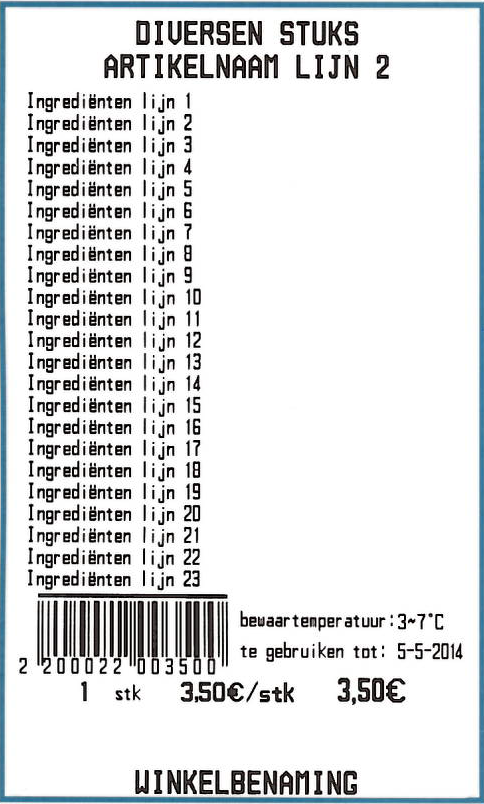 DIVERSEN STUKS
ARTIKELNAAM LIJN 2
Ingrediënten lijn 1
Ingrediënten lijn 2
Ingrediënten lijn 3
Ingrediënten lijn 4
Ingrediënten lijn 5
Ingrediënten lijn 6
Ingrediënten lijn 7
Ingrediënten lijn 8
Ingrediënten lijn 9
Ingrediënten lijn 10
Ingrediënten lijn 11
Ingrediënten lijn 12
Ingrediënten lijn 13
Ingrediënten lijn 14
Ingrediënten lijn 15
Ingrediënten lijn 16
Ingrediënten lijn 17
Ingrediënten lijn 18
Ingrediënten lijn 19
Ingrediënten lijn 20
Ingrediënten lijn 21
Ingrediënten lijn 22
Ingrediënten lijn 23
bewaartemperatuur:3~7°C
te gebruiken tot: 5-5-2014
2 200022 003500
1 stk 3,50€/stk 3,50€
WINKELBENAMING